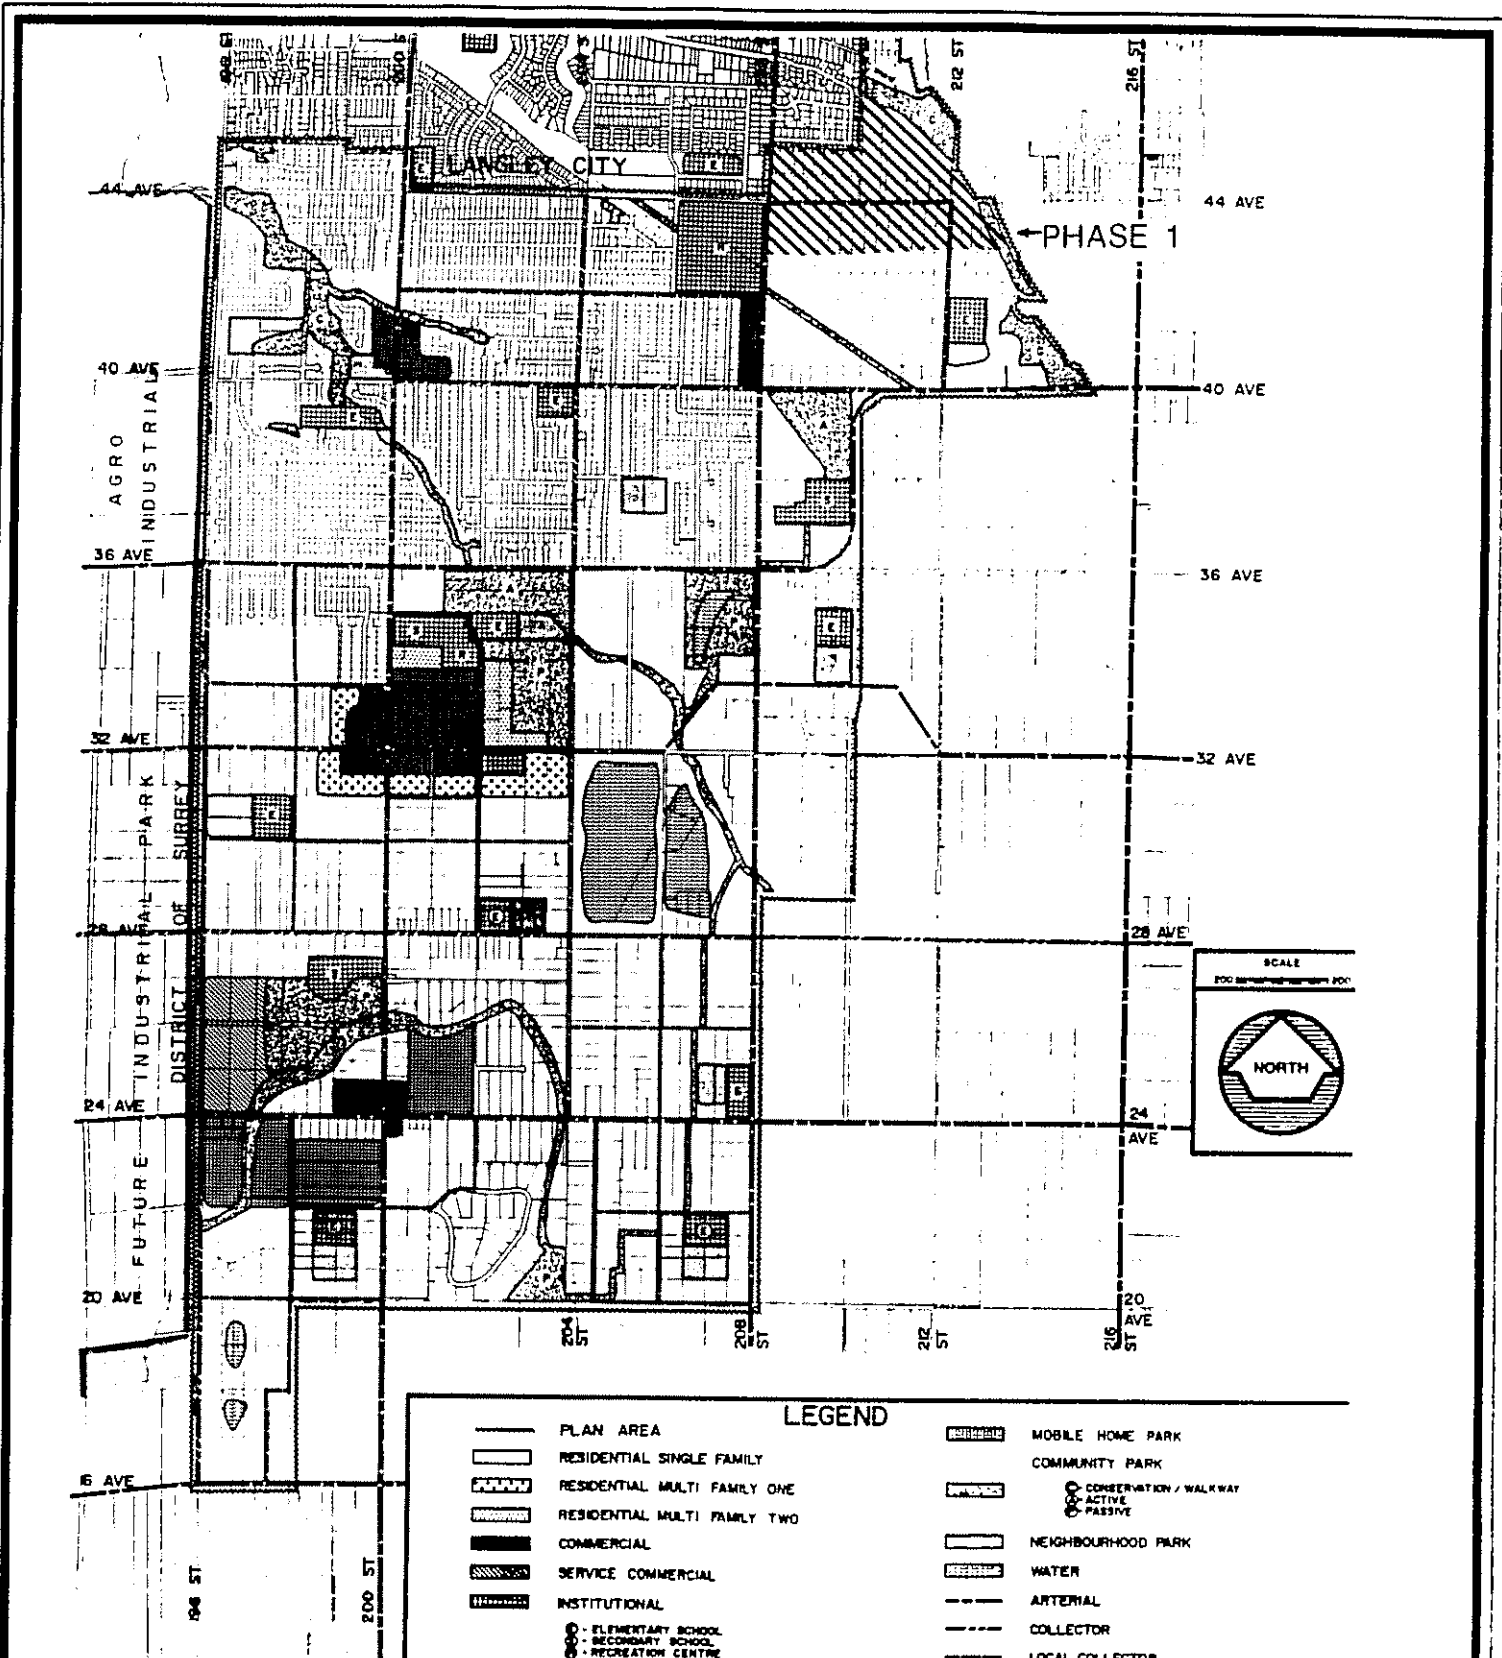 200 S
212 ST
216 ST
LANGLEY CITY
44 AVE
44 AVE
PHASE 1
40 AVE
40 AVE
AGRO
INDUSTRIAL
36 AVE
36 AVE
32 AVE
32 AVE
FUTURE INDUSTRIAL PARK
DISTRICT OF SURREY
28 AVE
28 AVE
SCALE
200
200
NORTH
24 AVE
24
AVE
20 AVE
20
AVE
204
ST
208
ST
212
ST
216
ST
16 AVE
196 ST
200 ST
LEGEND
PLAN AREA
RESIDENTIAL SINGLE FAMILY
RESIDENTIAL MULTI FAMILY ONE
RESIDENTIAL MULTI FAMILY TWO
COMMERCIAL
SERVICE COMMERCIAL
INSTITUTIONAL
- ELEMENTARY SCHOOL
- SECONDARY SCHOOL
- RECREATION CENTRE
MOBILE HOME PARK
COMMUNITY PARK
CONSERVATION / WALKWAY
ACTIVE
PASSIVE
NEIGHBOURHOOD PARK
WATER
ARTERIAL
COLLECTOR
LOCAL COLLECTOR